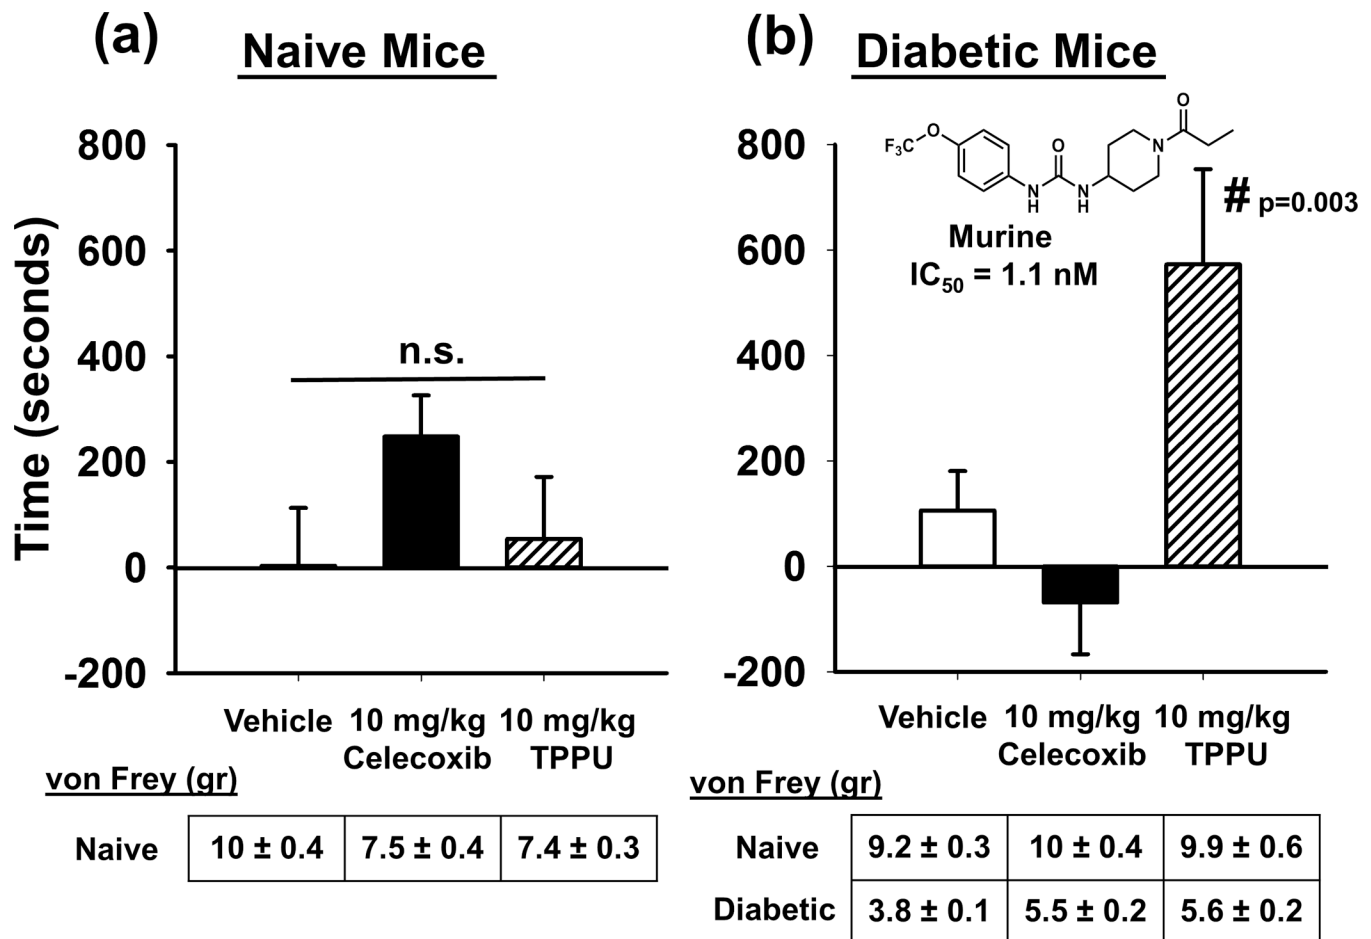 (a)
Naive Mice
Time (seconds)
800
600
400
200
0
-200
n.s.
Vehicle
10 mg/kg
Celecoxib
10 mg/kg
TPPU
von Frey (gr)
Naive 10 ± 0.4 7.5 ± 0.4 7.4 ± 0.3
(b)
Diabetic Mice
800
600
400
200
0
-200
F₃C O N H O N H N O
Murine
IC₅₀ = 1.1 nM
# p=0.003
Vehicle
10 mg/kg
Celecoxib
10 mg/kg
TPPU
von Frey (gr)
Naive 9.2 ± 0.3 10 ± 0.4 9.9 ± 0.6
Diabetic 3.8 ± 0.1 5.5 ± 0.2 5.6 ± 0.2